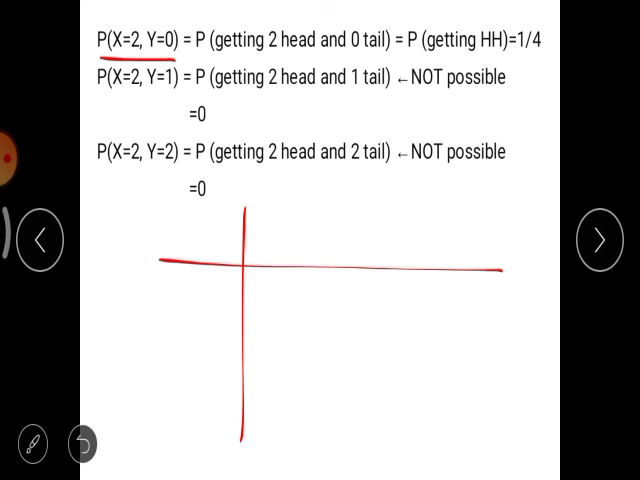 P(X=2, Y=0) = P (getting 2 head and 0 tail) = P (getting HH)=1/4
P(X=2, Y=1) = P (getting 2 head and 1 tail) ←NOT possible
=0
P(X=2, Y=2) = P (getting 2 head and 2 tail) ←NOT possible
=0